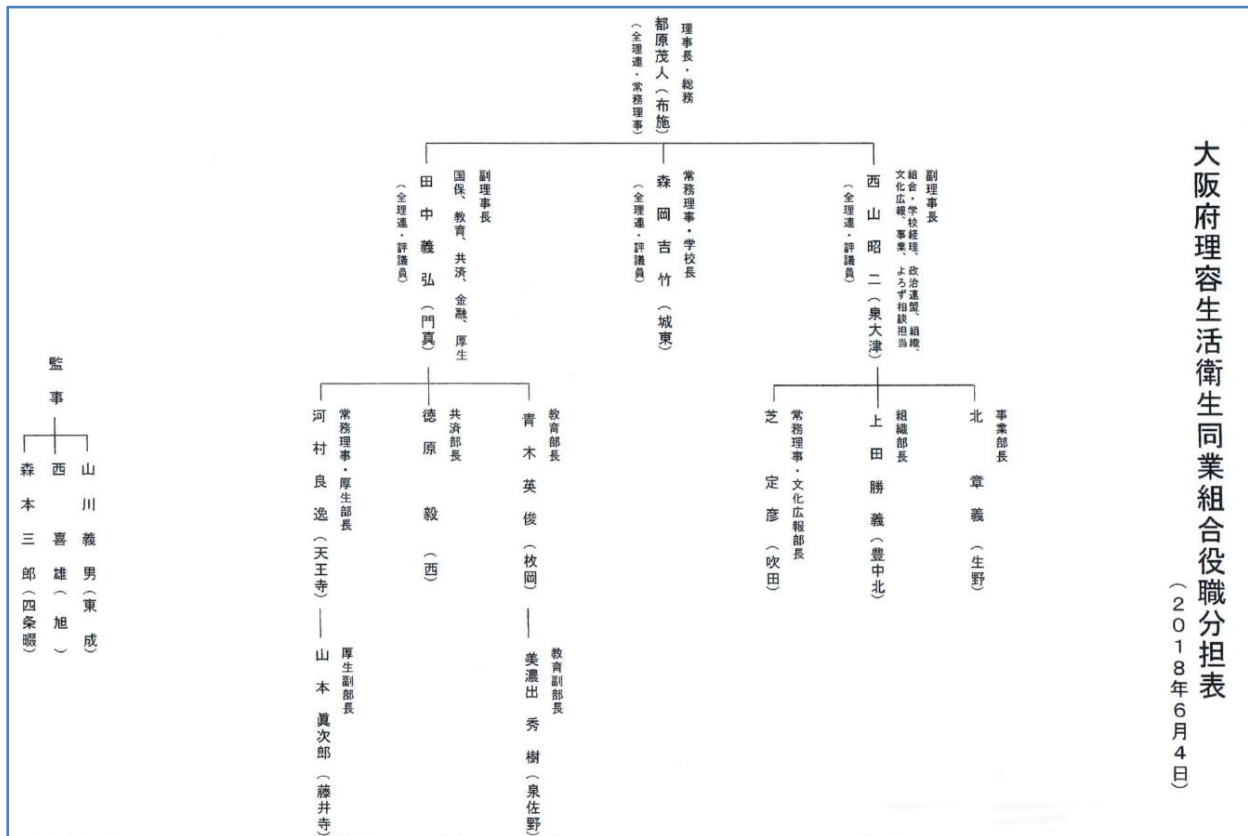 大阪府理容生活衛生同業組合役職分担表
（２０１８年６月４日）
理事長・総務
都原茂人（布施）
（全理連・常務理事）
副理事長
組合・学校経理、政治連盟、組織、
文化広報、事業、よろず相談担当
西山昭二（泉大津）
（全理連・評議員）
常務理事・学校長
森岡吉竹（城東）
（全理連・評議員）
副理事長
国保、教育、共済、金融、厚生
田中義弘（門真）
（全理連・評議員）
事業部長
北　章義（生野）
組織部長
上田勝義（豊中北）
常務理事・文化広報部長
芝　定彦（吹田）
教育部長
青木英俊（枚岡）
共済部長
徳原　毅（西）
常務理事・厚生部長
河村良逸（天王寺）
教育副部長
美濃出秀樹（泉佐野）
厚生副部長
山本眞次郎（藤井寺）
監事
山川義男（東成）
西　喜雄（旭）
森本三郎（四条畷）